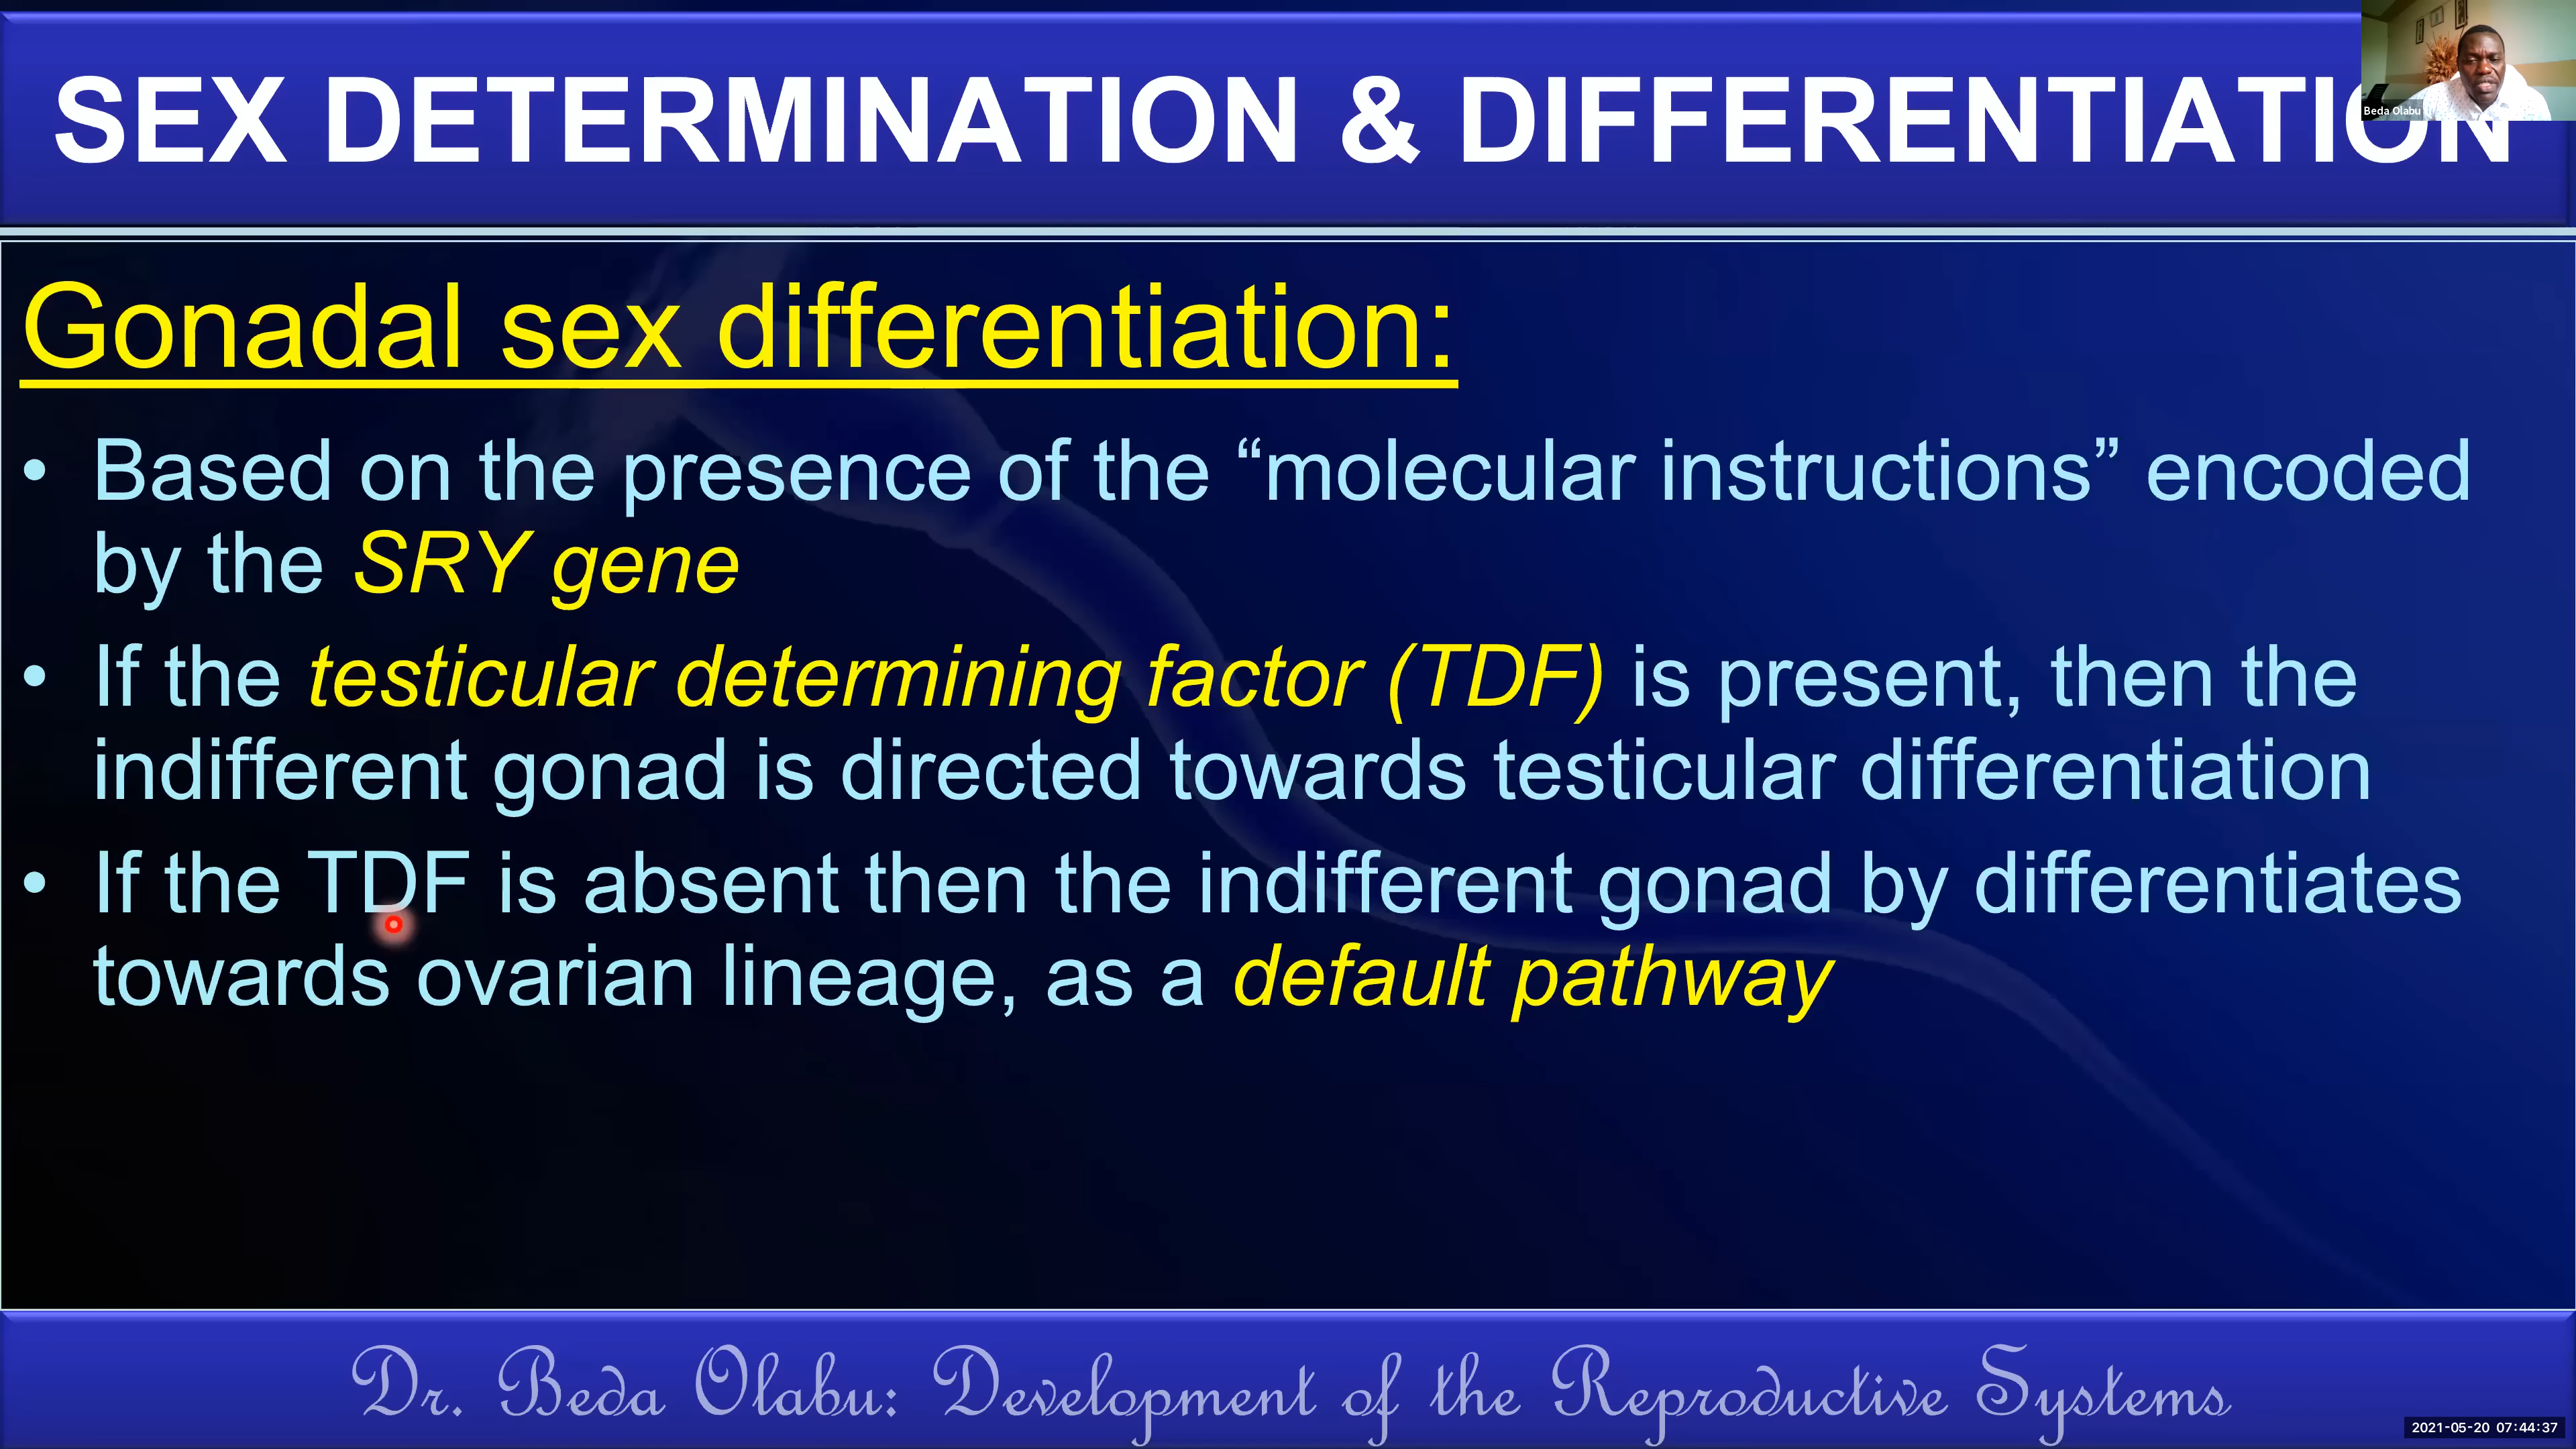 SEX DETERMINATION & DIFFERENTIATION
Beda Olabu
Gonadal sex differentiation:
• Based on the presence of the “molecular instructions” encoded
by the SRY gene
• If the testicular determining factor (TDF) is present, then the
indifferent gonad is directed towards testicular differentiation
• If the TDF is absent then the indifferent gonad by differentiates
towards ovarian lineage, as a default pathway
Dr. Beda Olabu: Development of the Reproductive Systems
2021-05-20 07:44:37